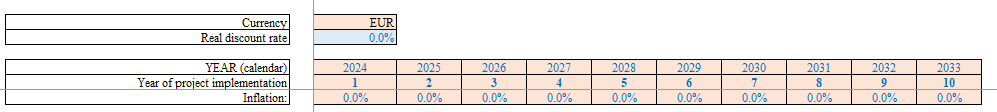 Currency EUR
Real discount rate 0.0%
YEAR (calendar) 2024 2025 2026 2027 2028 2029 2030 2031 2032 2033
Year of project implementation 1 2 3 4 5 6 7 8 9 10
Inflation: 0.0% 0.0% 0.0% 0.0% 0.0% 0.0% 0.0% 0.0% 0.0% 0.0%